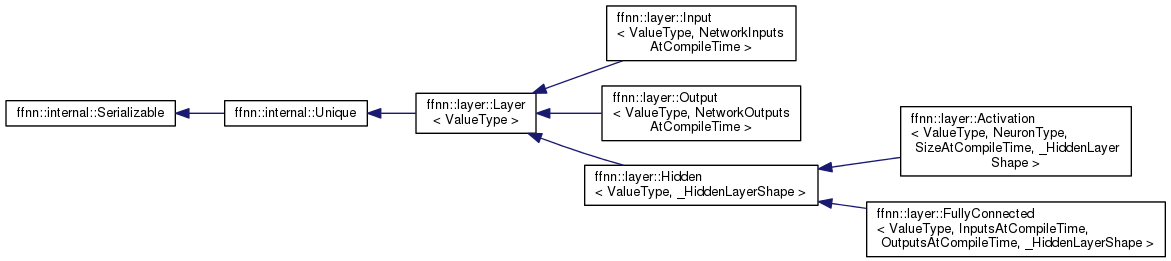 ffnn::layer::Input
< ValueType, NetworkInputs
AtCompileTime >
ffnn::internal::Serializable
ffnn::internal::Unique
ffnn::layer::Layer
< ValueType >
ffnn::layer::Output
< ValueType, NetworkOutputs
AtCompileTime >
ffnn::layer::Hidden
< ValueType, _HiddenLayerShape >
ffnn::layer::Activation
< ValueType, NeuronType,
SizeAtCompileTime, _HiddenLayer
Shape >
ffnn::layer::FullyConnected
< ValueType, InputsAtCompileTime,
OutputsAtCompileTime, _HiddenLayerShape >